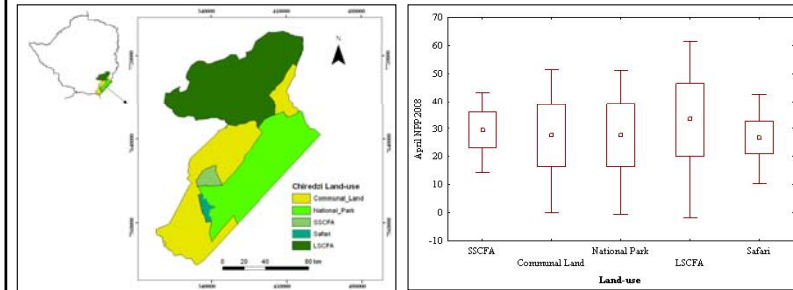 Chiredzi Land-use
Communal_Land
National_Park
SSCFA
Safari
LSCFA
0 20 40 80 km
N
April NPP 2008
70
60
50
40
30
20
10
0
-10
SSCFA
Communal Land
National Park
LSCFA
Safari
Land-use